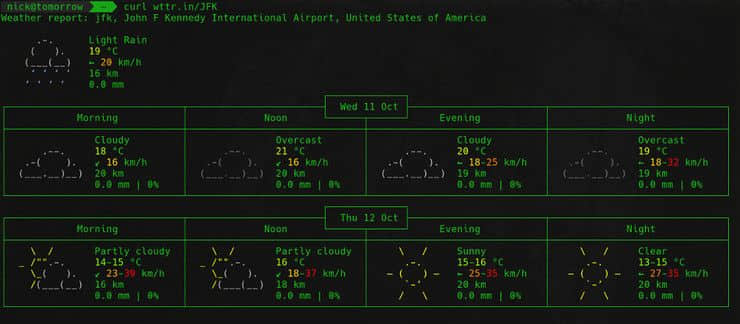 nick@tomorrow ~ curl wttr.in/JFK
Weather report: jfk, John F Kennedy International Airport, United States of America
Light Rain
19 °C
← 20 km/h
16 km
0.0 mm
Wed 11 Oct
Morning Noon Evening Night
Cloudy Overcast Cloudy Overcast
18 °C 21 °C 20 °C 19 °C
↙ 16 km/h ↙ 16 km/h ← 18-25 km/h ← 18-32 km/h
20 km 20 km 19 km 19 km
0.0 mm | 0% 0.0 mm | 0% 0.0 mm | 0% 0.0 mm | 0%
Thu 12 Oct
Morning Noon Evening Night
Partly cloudy Partly cloudy Sunny Clear
14-15 °C 16 °C 15-16 °C 13-15 °C
↙ 23-39 km/h ↙ 18-37 km/h ← 25-35 km/h ← 27-35 km/h
16 km 18 km 20 km 20 km
0.0 mm | 0% 0.0 mm | 0% 0.0 mm | 0% 0.0 mm | 0%